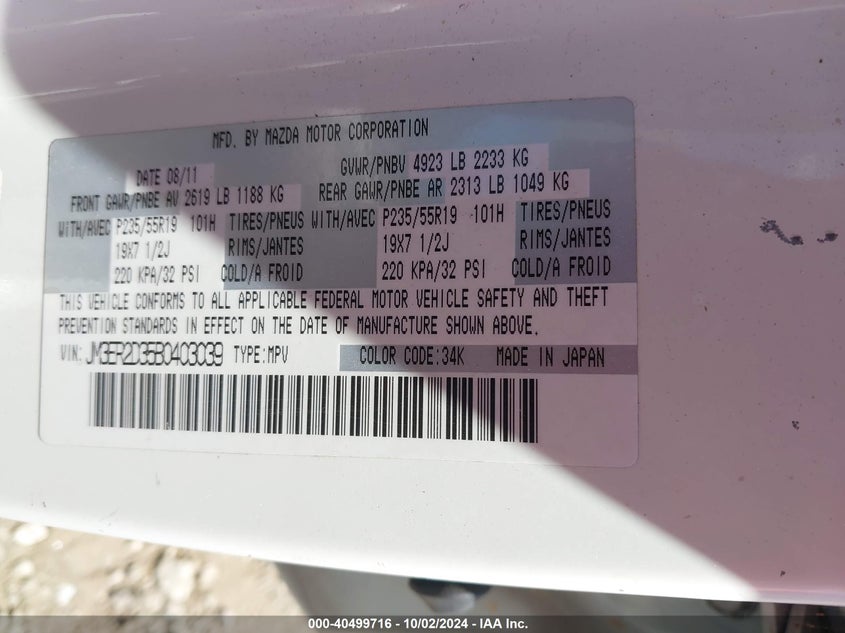 MFD. BY MAZDA MOTOR CORPORATION
DATE 08/11 GVWR/PNBV 4923 LB 2233 KG
FRONT GAWR/PNBE AV 2619 LB 1188 KG REAR GAWR/PNBE AR 2313 LB 1049 KG
WITH/AVEC P235/55R19 101H TIRES/PNEUS WITH/AVEC P235/55R19 101H TIRES/PNEUS
19X7 1/2J RIMS/JANTES 19X7 1/2J RIMS/JANTES
220 KPA/32 PSI COLD/A FROID 220 KPA/32 PSI COLD/A FROID
THIS VEHICLE CONFORMS TO ALL APPLICABLE FEDERAL MOTOR VEHICLE SAFETY AND THEFT
PREVENTION STANDARDS IN EFFECT ON THE DATE OF MANUFACTURE SHOWN ABOVE.
VIN: JM3ER2D35B0403039 TYPE:MPV COLOR CODE:34K MADE IN JAPAN
000-40499716 - 10/02/2024 - IAA Inc.